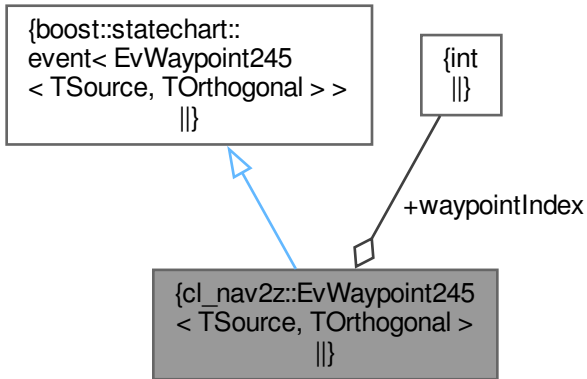 {boost::statechart::
event< EvWaypoint245
< TSource, TOrthogonal > >
||}
{int
||}
+waypointIndex
{cl_nav2z::EvWaypoint245
< TSource, TOrthogonal >
||}